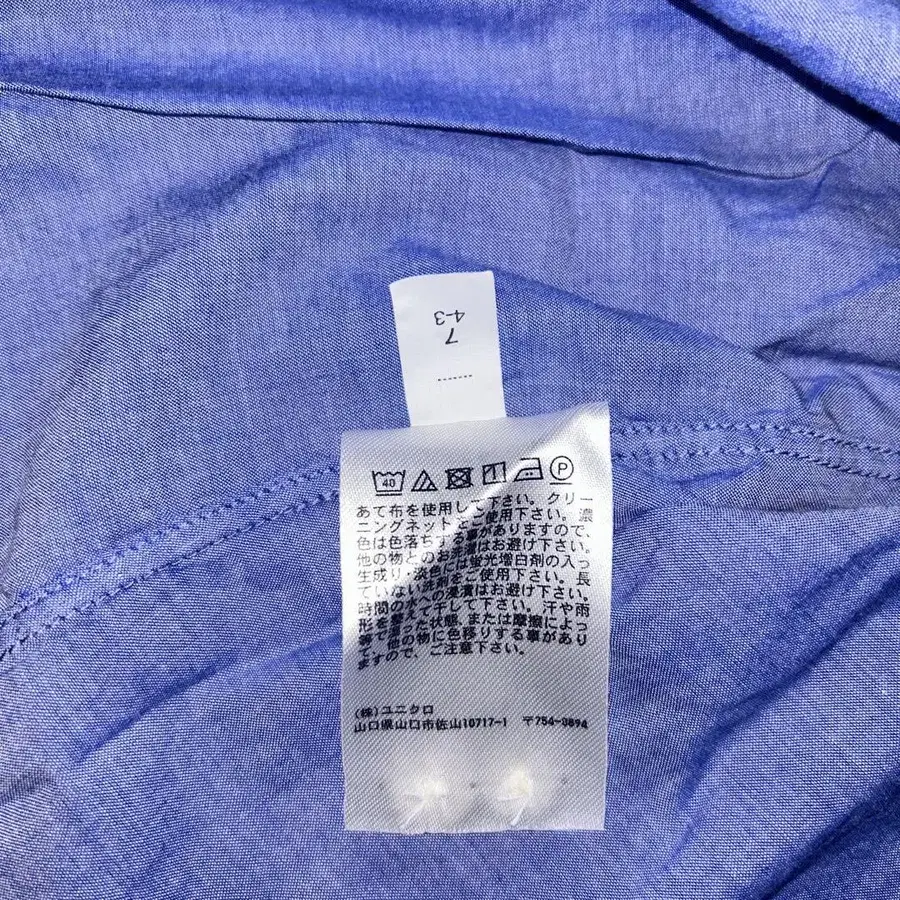 7
4-3
40 P
あて布を使用して下さい。クリー
ニングネットをご使用下さい。濃
色は色落ちする事がありますので、
他の物とのお洗濯はお避け下さい。
生成り・淡色には蛍光増白剤の入っ
ていない洗剤をご使用下さい。長
時間の水への浸漬はお避け下さい。
形を整えて干して下さい。汗や雨
等で湿った状態、または摩擦によっ
て、他の物に色移りする事があり
ますので、ご注意下さい。
(株)ユニクロ
山口県山口市佐山10717-1 〒754-0894